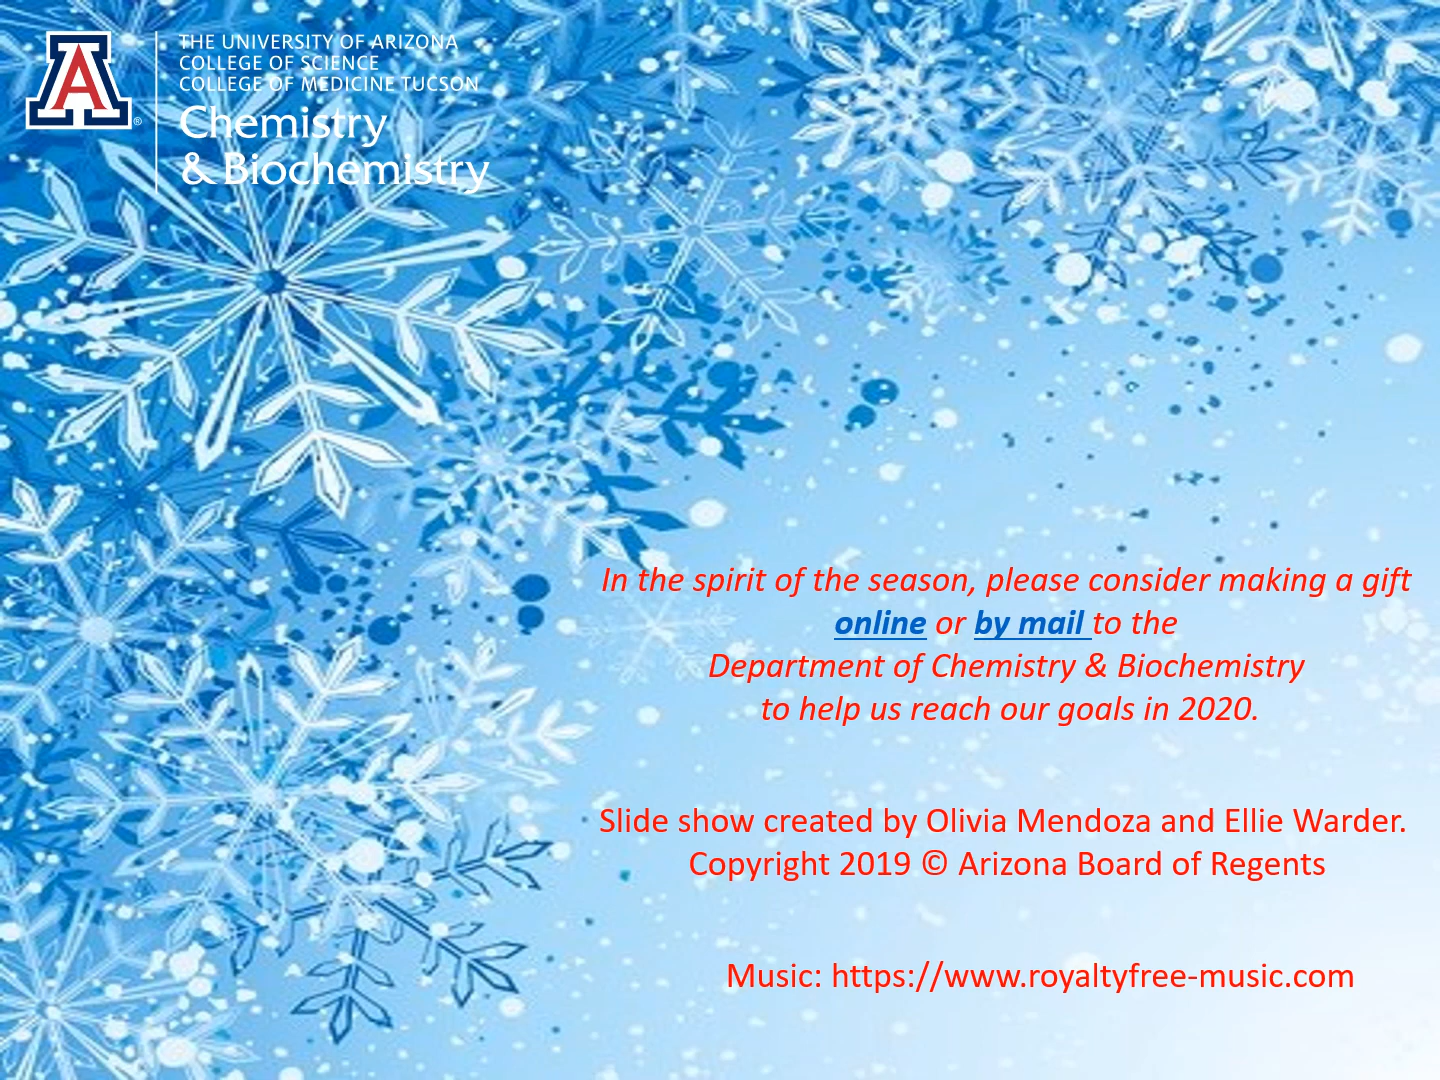 THE UNIVERSITY OF ARIZONA
COLLEGE OF SCIENCE
COLLEGE OF MEDICINE TUCSON
Chemistry
& Biochemistry
A
®
In the spirit of the season, please consider making a gift
online or by mail to the
Department of Chemistry & Biochemistry
to help us reach our goals in 2020.
Slide show created by Olivia Mendoza and Ellie Warder.
Copyright 2019 © Arizona Board of Regents
Music: https://www.royaltyfree-music.com